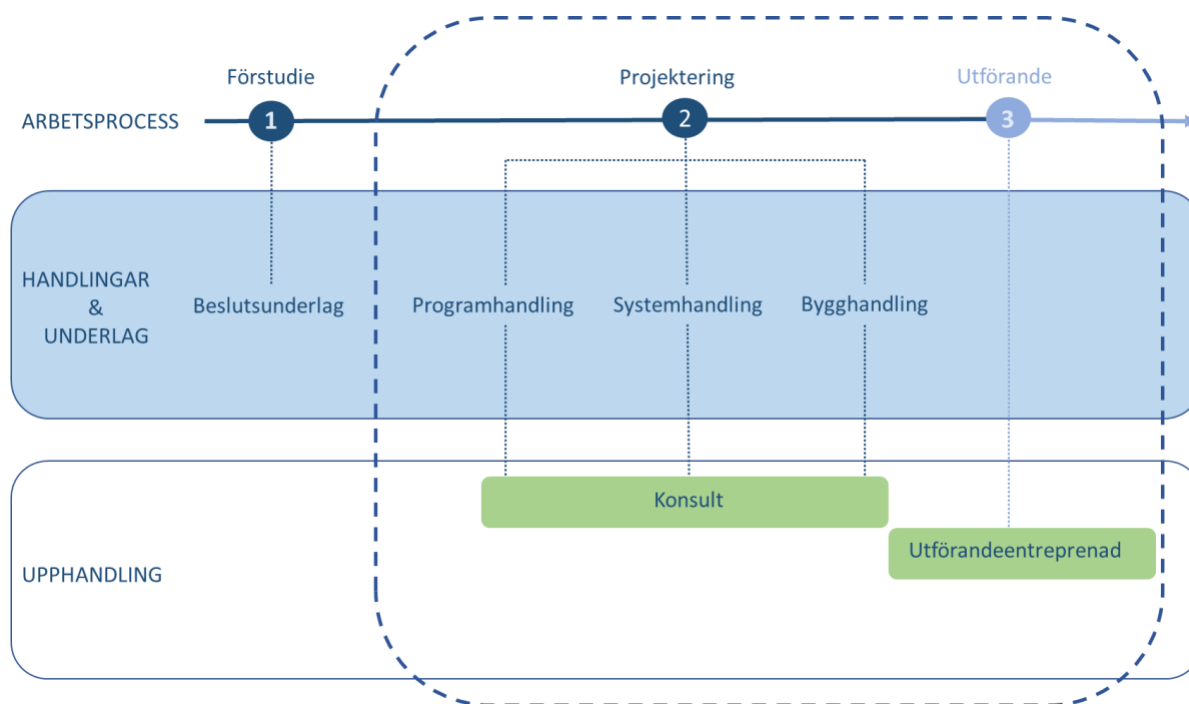 Förstudie
Projektering
Utförande
ARBETSPROCESS
1
2
3
HANDLINGAR
&
UNDERLAG
Beslutsunderlag
Programhandling
Systemhandling
Bygghandling
Konsult
Utförandeentreprenad
UPPHANDLING